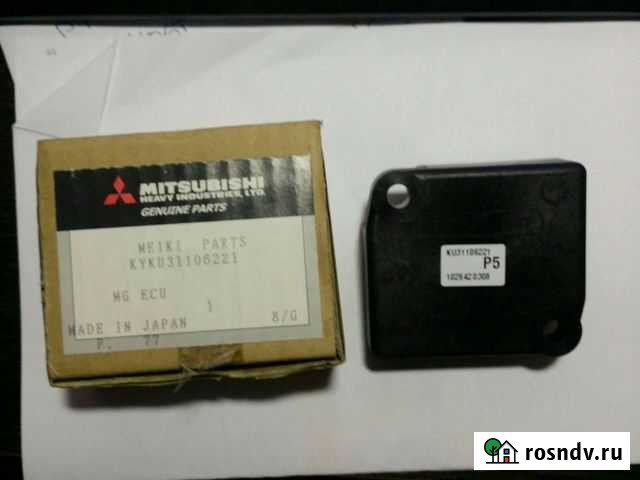 MITSUBISHI
HEAVY INDUSTRIES, LTD.
GENUINE PARTS
MEIKI PARTS
KYKU31106221
MG ECU
1
8/G
MADE IN JAPAN
P. 77
KU31106221
P5
1026420308
rosndv.ru